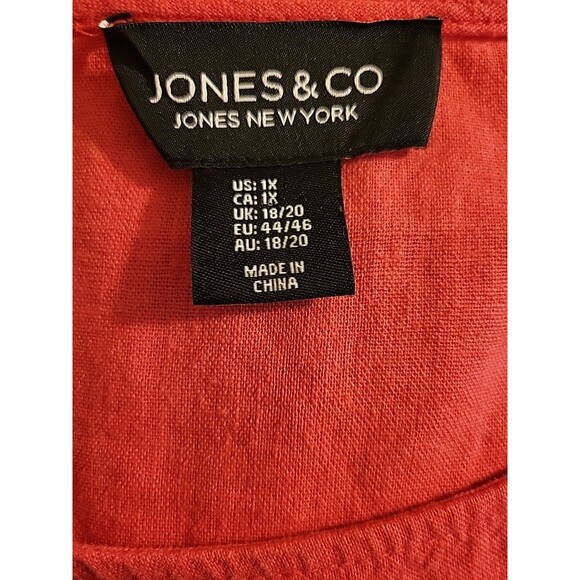 JONES & CO
JONES NEW YORK
US: 1X
CA: 1X
UK: 18/20
EU: 44/46
AU: 18/20
MADE IN
CHINA